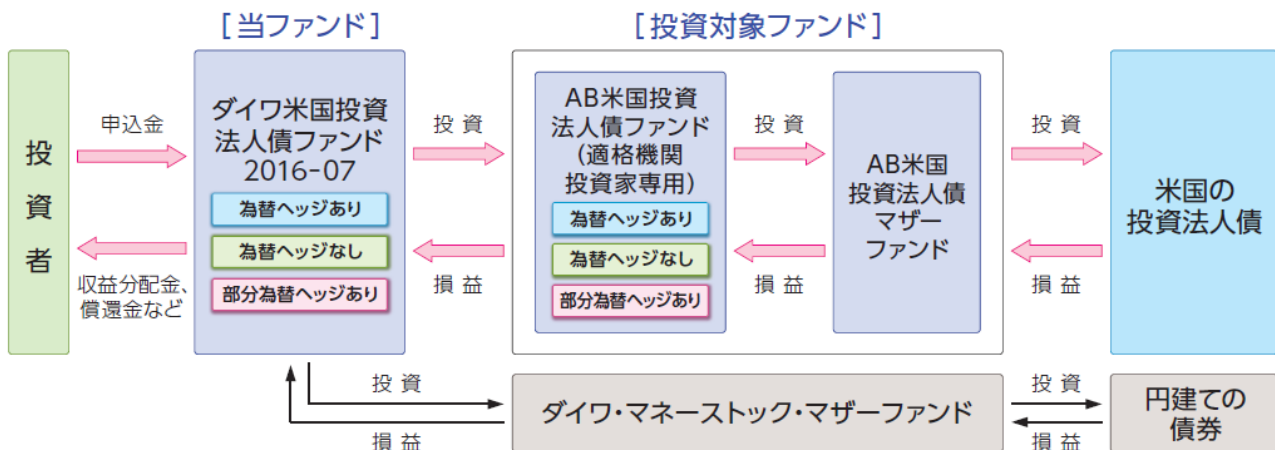 [当ファンド]
[投資対象ファンド]
投資者
申込金
収益分配金、
償還金など
ダイワ米国投資
法人債ファンド
2016-07
為替ヘッジあり
為替ヘッジなし
部分為替ヘッジあり
投 資
損 益
AB米国投資
法人債ファンド
(適格機関
投資家専用)
為替ヘッジあり
為替ヘッジなし
部分為替ヘッジあり
投 資
損 益
AB米国
投資法人債
マザー
ファンド
投 資
損 益
米国の
投資法人債
投 資
損 益
ダイワ・マネーストック・マザーファンド
投 資
損 益
円建ての
債券